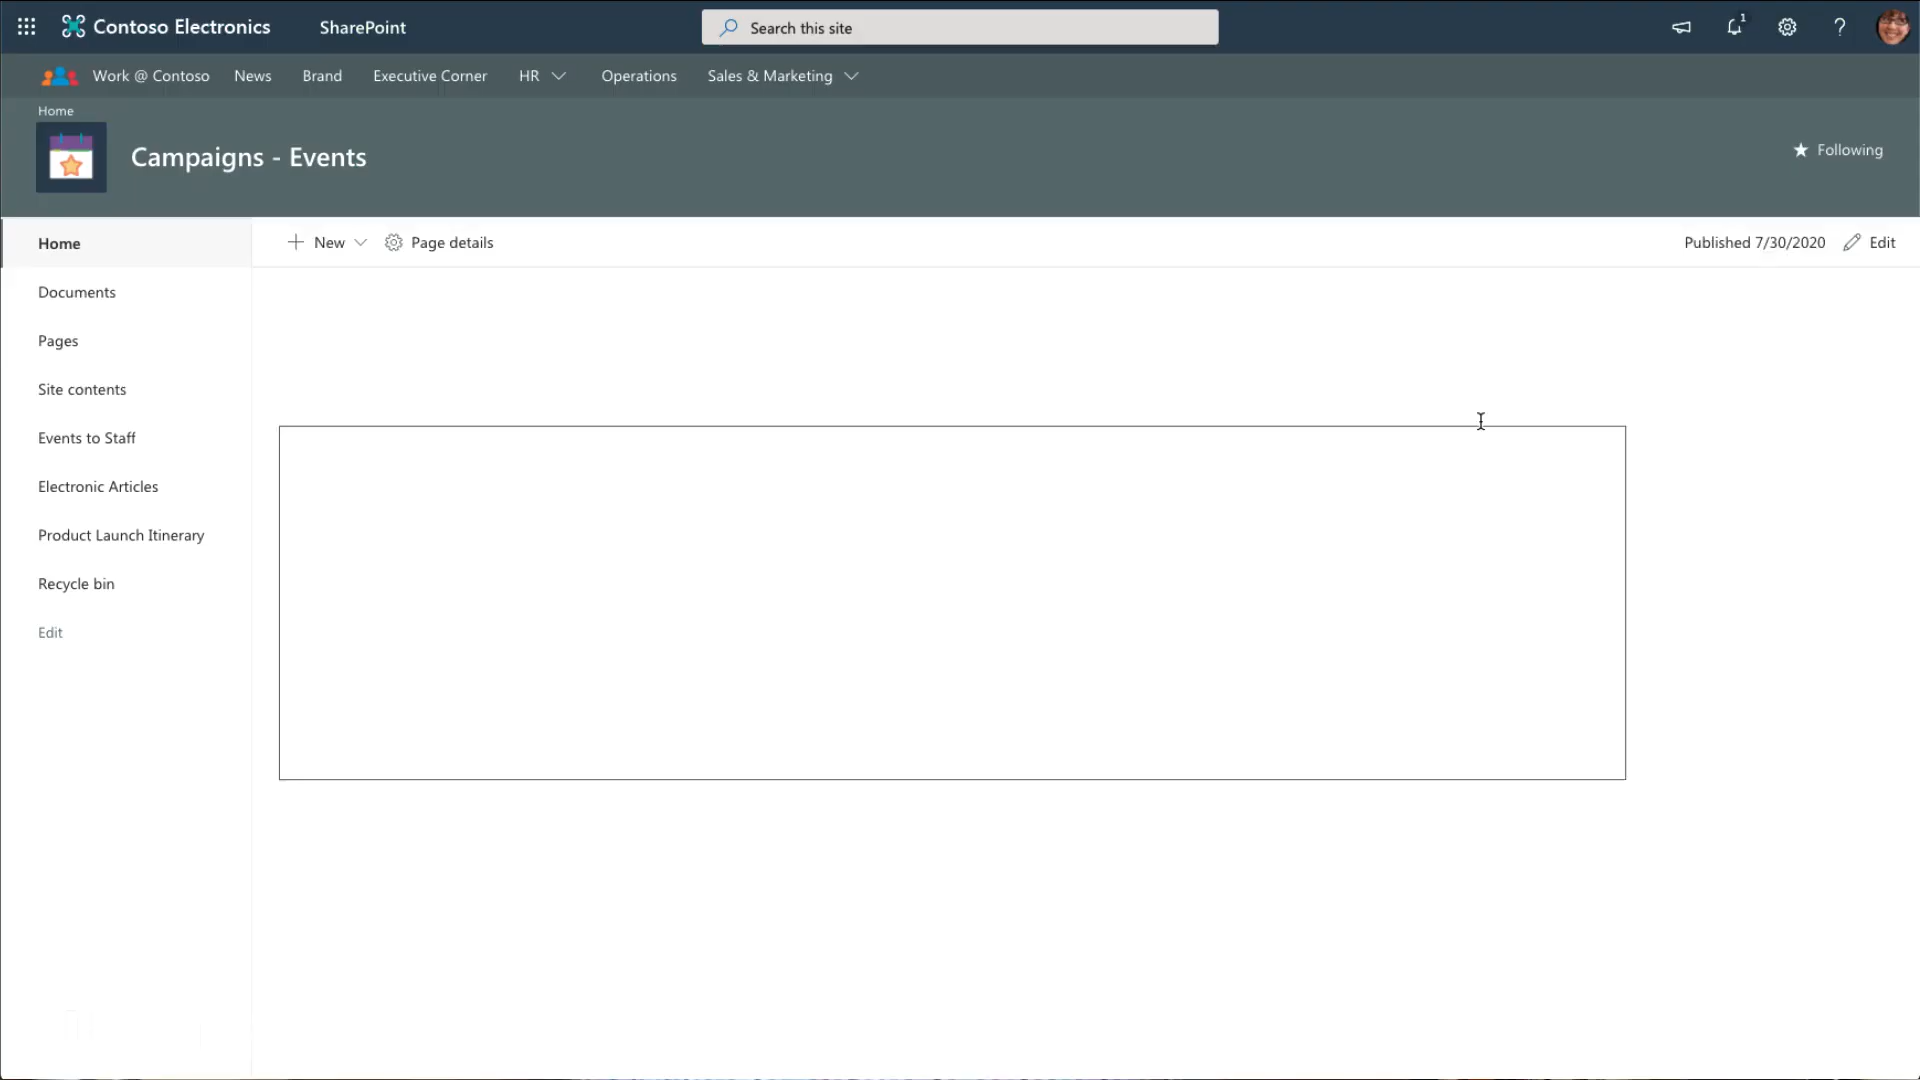 Contoso Electronics
SharePoint
Search this site
1
?
Work @ Contoso
News
Brand
Executive Corner
HR
Operations
Sales & Marketing
Home
Campaigns - Events
Following
Home
New
Page details
Published 7/30/2020
Edit
Documents
Pages
Site contents
Events to Staff
Electronic Articles
Product Launch Itinerary
Recycle bin
Edit